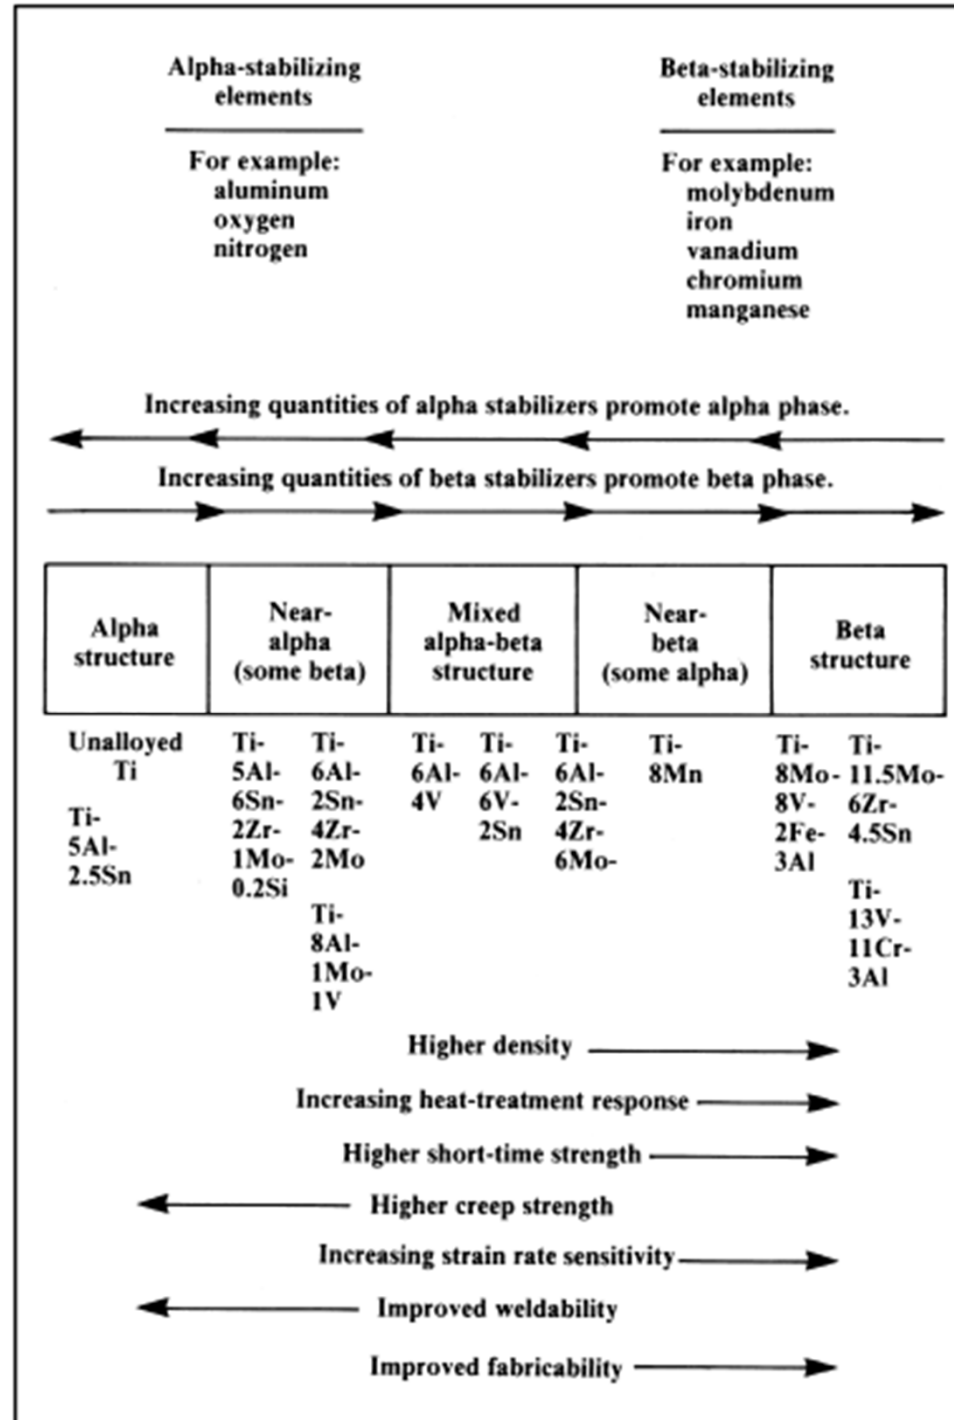 Alpha-stabilizing
elements
For example:
aluminum
oxygen
nitrogen
Beta-stabilizing
elements
For example:
molybdenum
iron
vanadium
chromium
manganese
Increasing quantities of alpha stabilizers promote alpha phase.
Increasing quantities of beta stabilizers promote beta phase.
Alpha
structure
Near-
alpha
(some beta)
Mixed
alpha-beta
structure
Near-
beta
(some alpha)
Beta
structure
Unalloyed
Ti
Ti-
5Al-
2.5Sn
Ti-
5Al-
6Sn-
2Zr-
1Mo-
0.2Si
Ti-
6Al-
2Sn-
4Zr-
2Mo
Ti-
8Al-
1Mo-
1V
Ti-
6Al-
4V
Ti-
6Al-
6V-
2Sn
Ti-
6Al-
2Sn-
4Zr-
6Mo-
Ti-
8Mn
Ti-
8Mo-
8V-
2Fe-
3Al
Ti-
11.5Mo-
6Zr-
4.5Sn
Ti-
13V-
11Cr-
3Al
Higher density
Increasing heat-treatment response
Higher short-time strength
Higher creep strength
Increasing strain rate sensitivity
Improved weldability
Improved fabricability